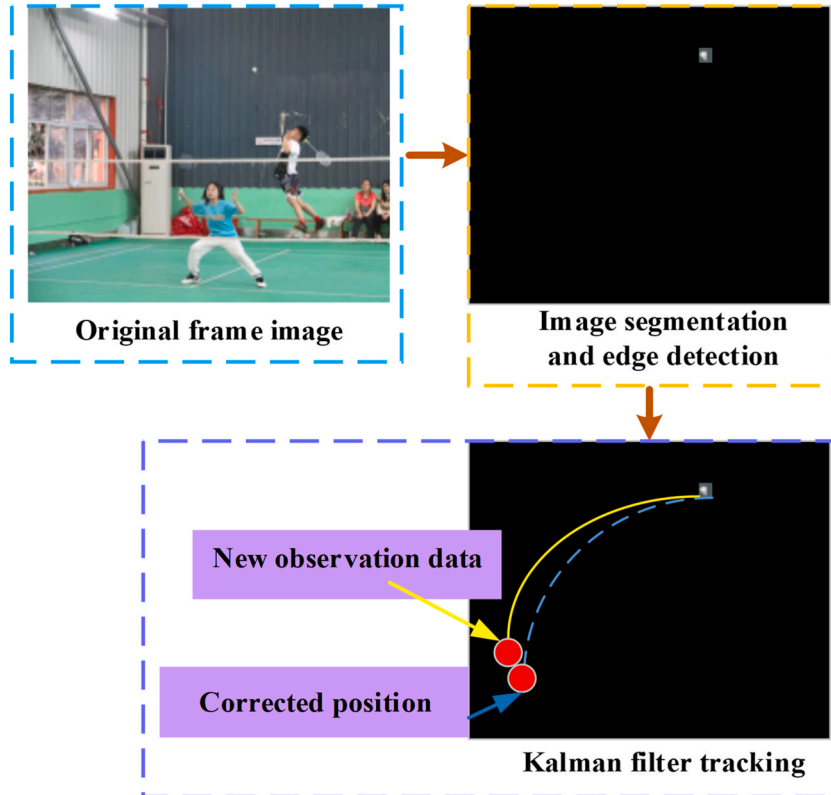 Original frame image
Image segmentation
and edge detection
New observation data
Corrected position
Kalman filter tracking